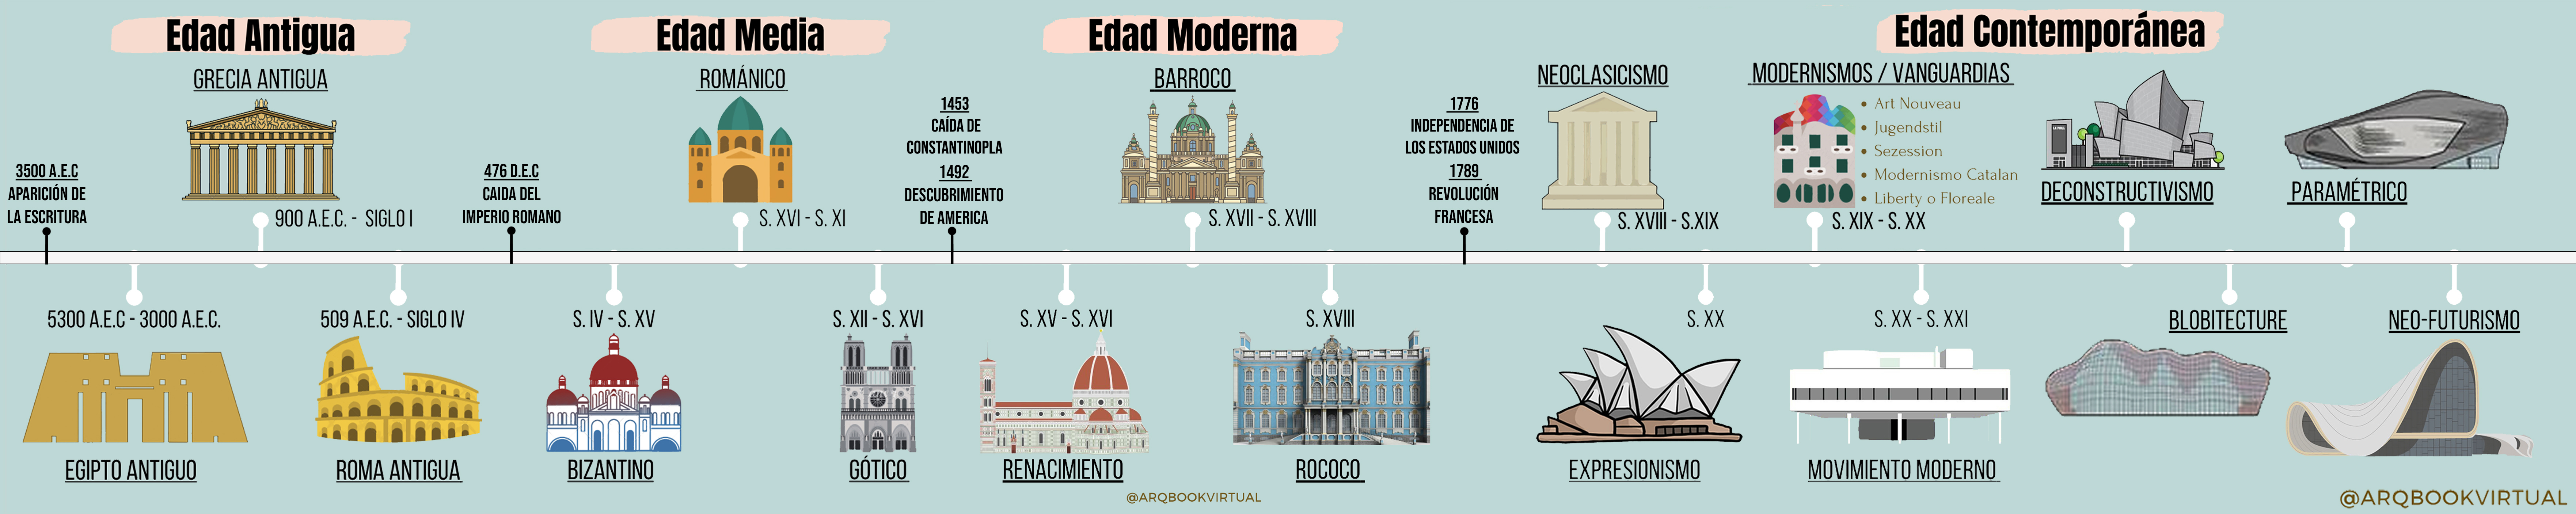 Edad Antigua
GRECIA ANTIGUA
3500 A.E.C
APARICIÓN DE
LA ESCRITURA
900 A.E.C. - SIGLO I
476 D.E.C
CAIDA DEL
IMPERIO ROMANO
5300 A.E.C - 3000 A.E.C.
EGIPTO ANTIGUO
509 A.E.C. - SIGLO IV
ROMA ANTIGUA
Edad Media
ROMÁNICO
S. XVI - S. XI
S. IV - S. XV
BIZANTINO
S. XII - S. XVI
GÓTICO
1453
CAÍDA DE
CONSTANTINOPLA
1492
DESCUBRIMIENTO
DE AMERICA
Edad Moderna
BARROCO
S. XVII - S. XVIII
S. XV - S. XVI
RENACIMIENTO
S. XVIII
ROCOCO
1776
INDEPENDENCIA DE
LOS ESTADOS UNIDOS
1789
REVOLUCIÓN
FRANCESA
Edad Contemporánea
NEOCLASICISMO
S. XVIII - S.XIX
MODERNISMOS / VANGUARDIAS
• Art Nouveau
• Jugendstil
• Sezession
• Modernismo Catalan
• Liberty o Floreale
S. XIX - S. XX
DECONSTRUCTIVISMO
PARAMÉTRICO
S. XX
EXPRESIONISMO
S. XX - S. XXI
MOVIMIENTO MODERNO
BLOBITECTURE
NEO-FUTURISMO
@ARQBOOKVIRTUAL
@ARQBOOKVIRTUAL